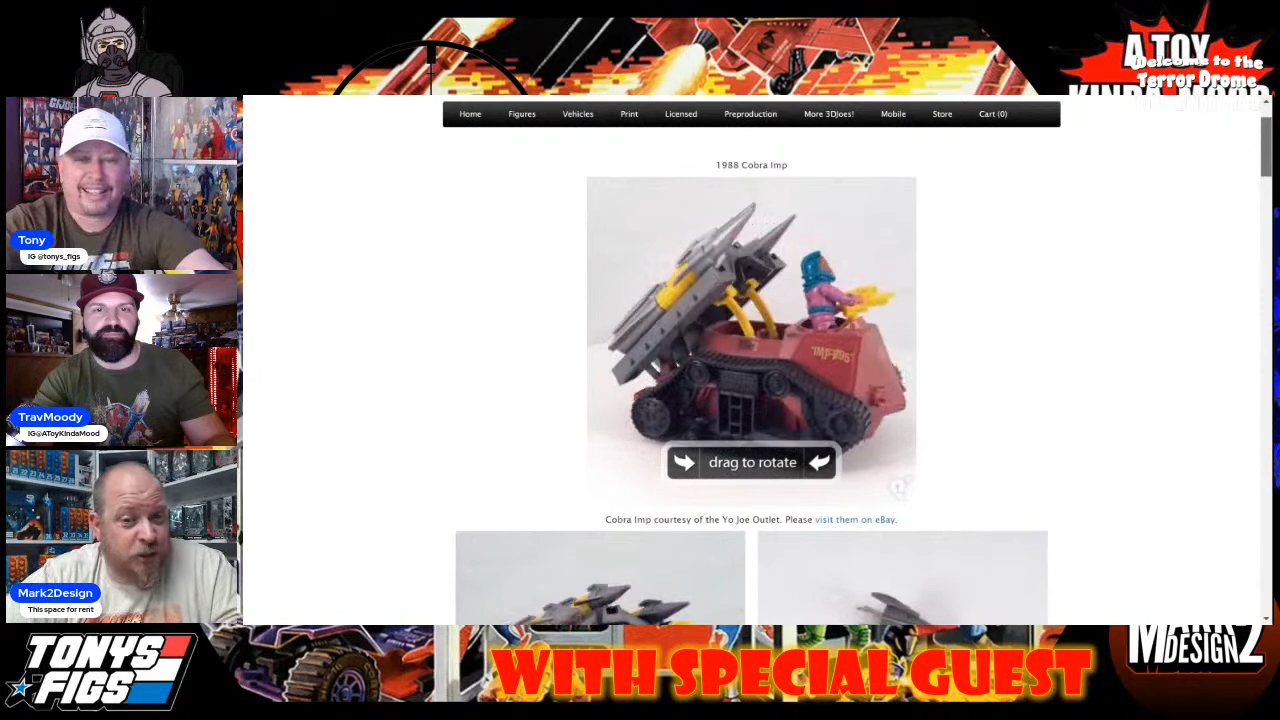 A TOY
Welcome to the
Terror Drome
Home
Figures
Vehicles
Print
Licensed
Preproduction
More 3DJoes!
Mobile
Store
Cart (0)
1988 Cobra Imp
drag to rotate
Cobra Imp courtesy of the Yo Joe Outlet. Please visit them on eBay.
Tony
IG @tonys_figs
TravMoody
IG@AToyKindaMood
Mark2Design
This space for rent
TONYS
FIGS
WITH SPECIAL GUEST
MARK2
DESIGN